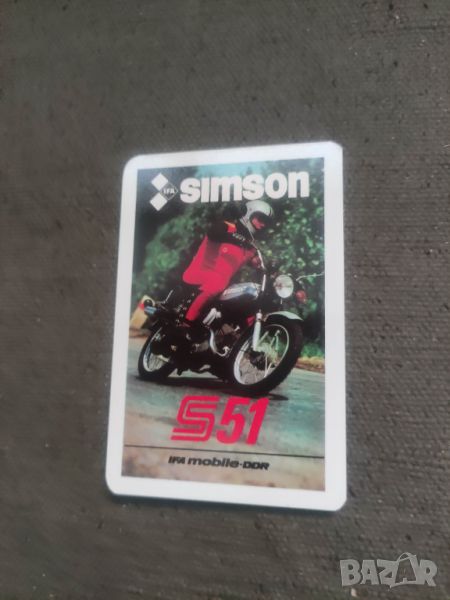 IFA simson
S51
IFA mobile-DDR
BAZAR